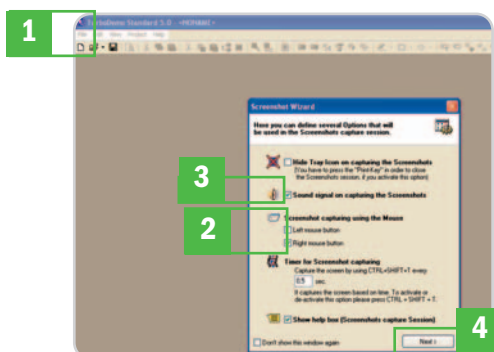 1
TurboDemo Standard 5.0 - <MONAKI>
File Edit View Project Help
Screenshot Wizard
Here you can define several Options that will
be used in the Screenshots capture session.
Hide Tray Icon on capturing the Screenshots
(You have to press the "Print-Key" in order to close
the Screenshots session, if you activate this option)
3
Sound signal on capturing the Screenshots
2
Screenshot capturing using the Mouse
Left mouse button
Right mouse button
Timer for Screenshot capturing
Capture the screen by using CTRL+SHIFT+T every
0.5 sec.
It captures the screen based on time. To activate or
de-activate this option please press CTRL + SHIFT + T.
Show help box (Screenshots capture Session)
Don't show this window again
Next >
4